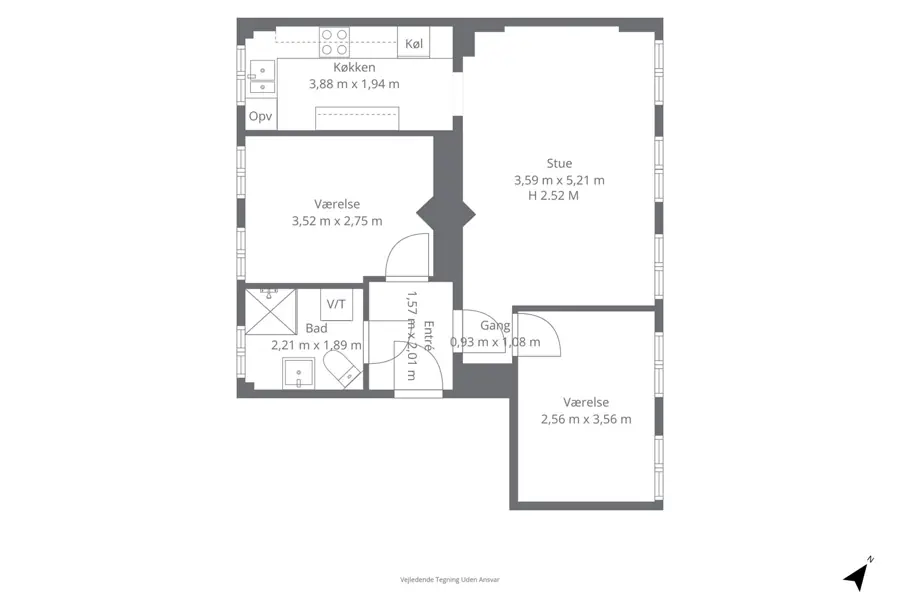 Køl
Køkken
3,88 m x 1,94 m
Opv
Stue
3,59 m x 5,21 m
H 2.52 M
Værelse
3,52 m x 2,75 m
V/T
Bad
2,21 m x 1,89 m
Entré
1,57 m x 2,01 m
Gang
0,93 m x 1,08 m
Værelse
2,56 m x 3,56 m
N
Vejledende Tegning Uden Ansvar